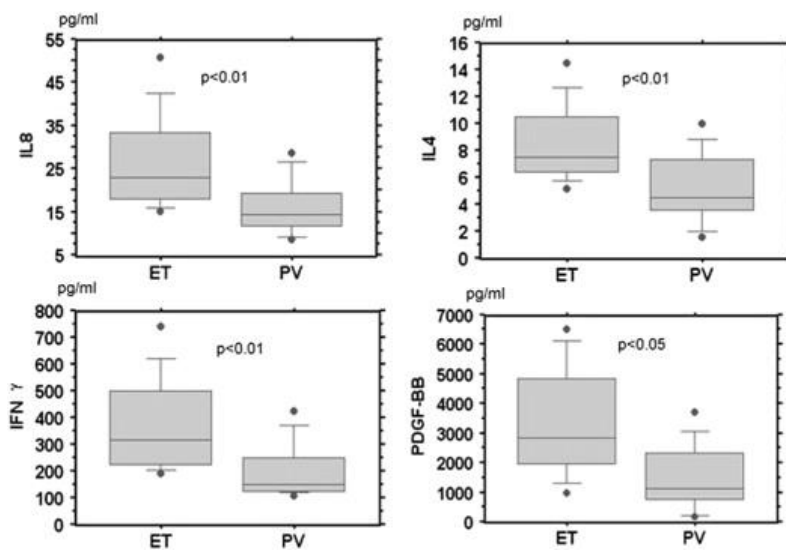 pg/ml
55
45
35
25
15
5
IL8
p<0.01
ET PV
16
14
12
10
8
6
4
2
0
IL4
p<0.01
ET PV
pg/ml
800
700
600
500
400
300
200
100
0
IFN γ
p<0.01
ET PV
pg/ml
7000
6000
5000
4000
3000
2000
1000
0
PDGF-BB
p<0.05
ET PV